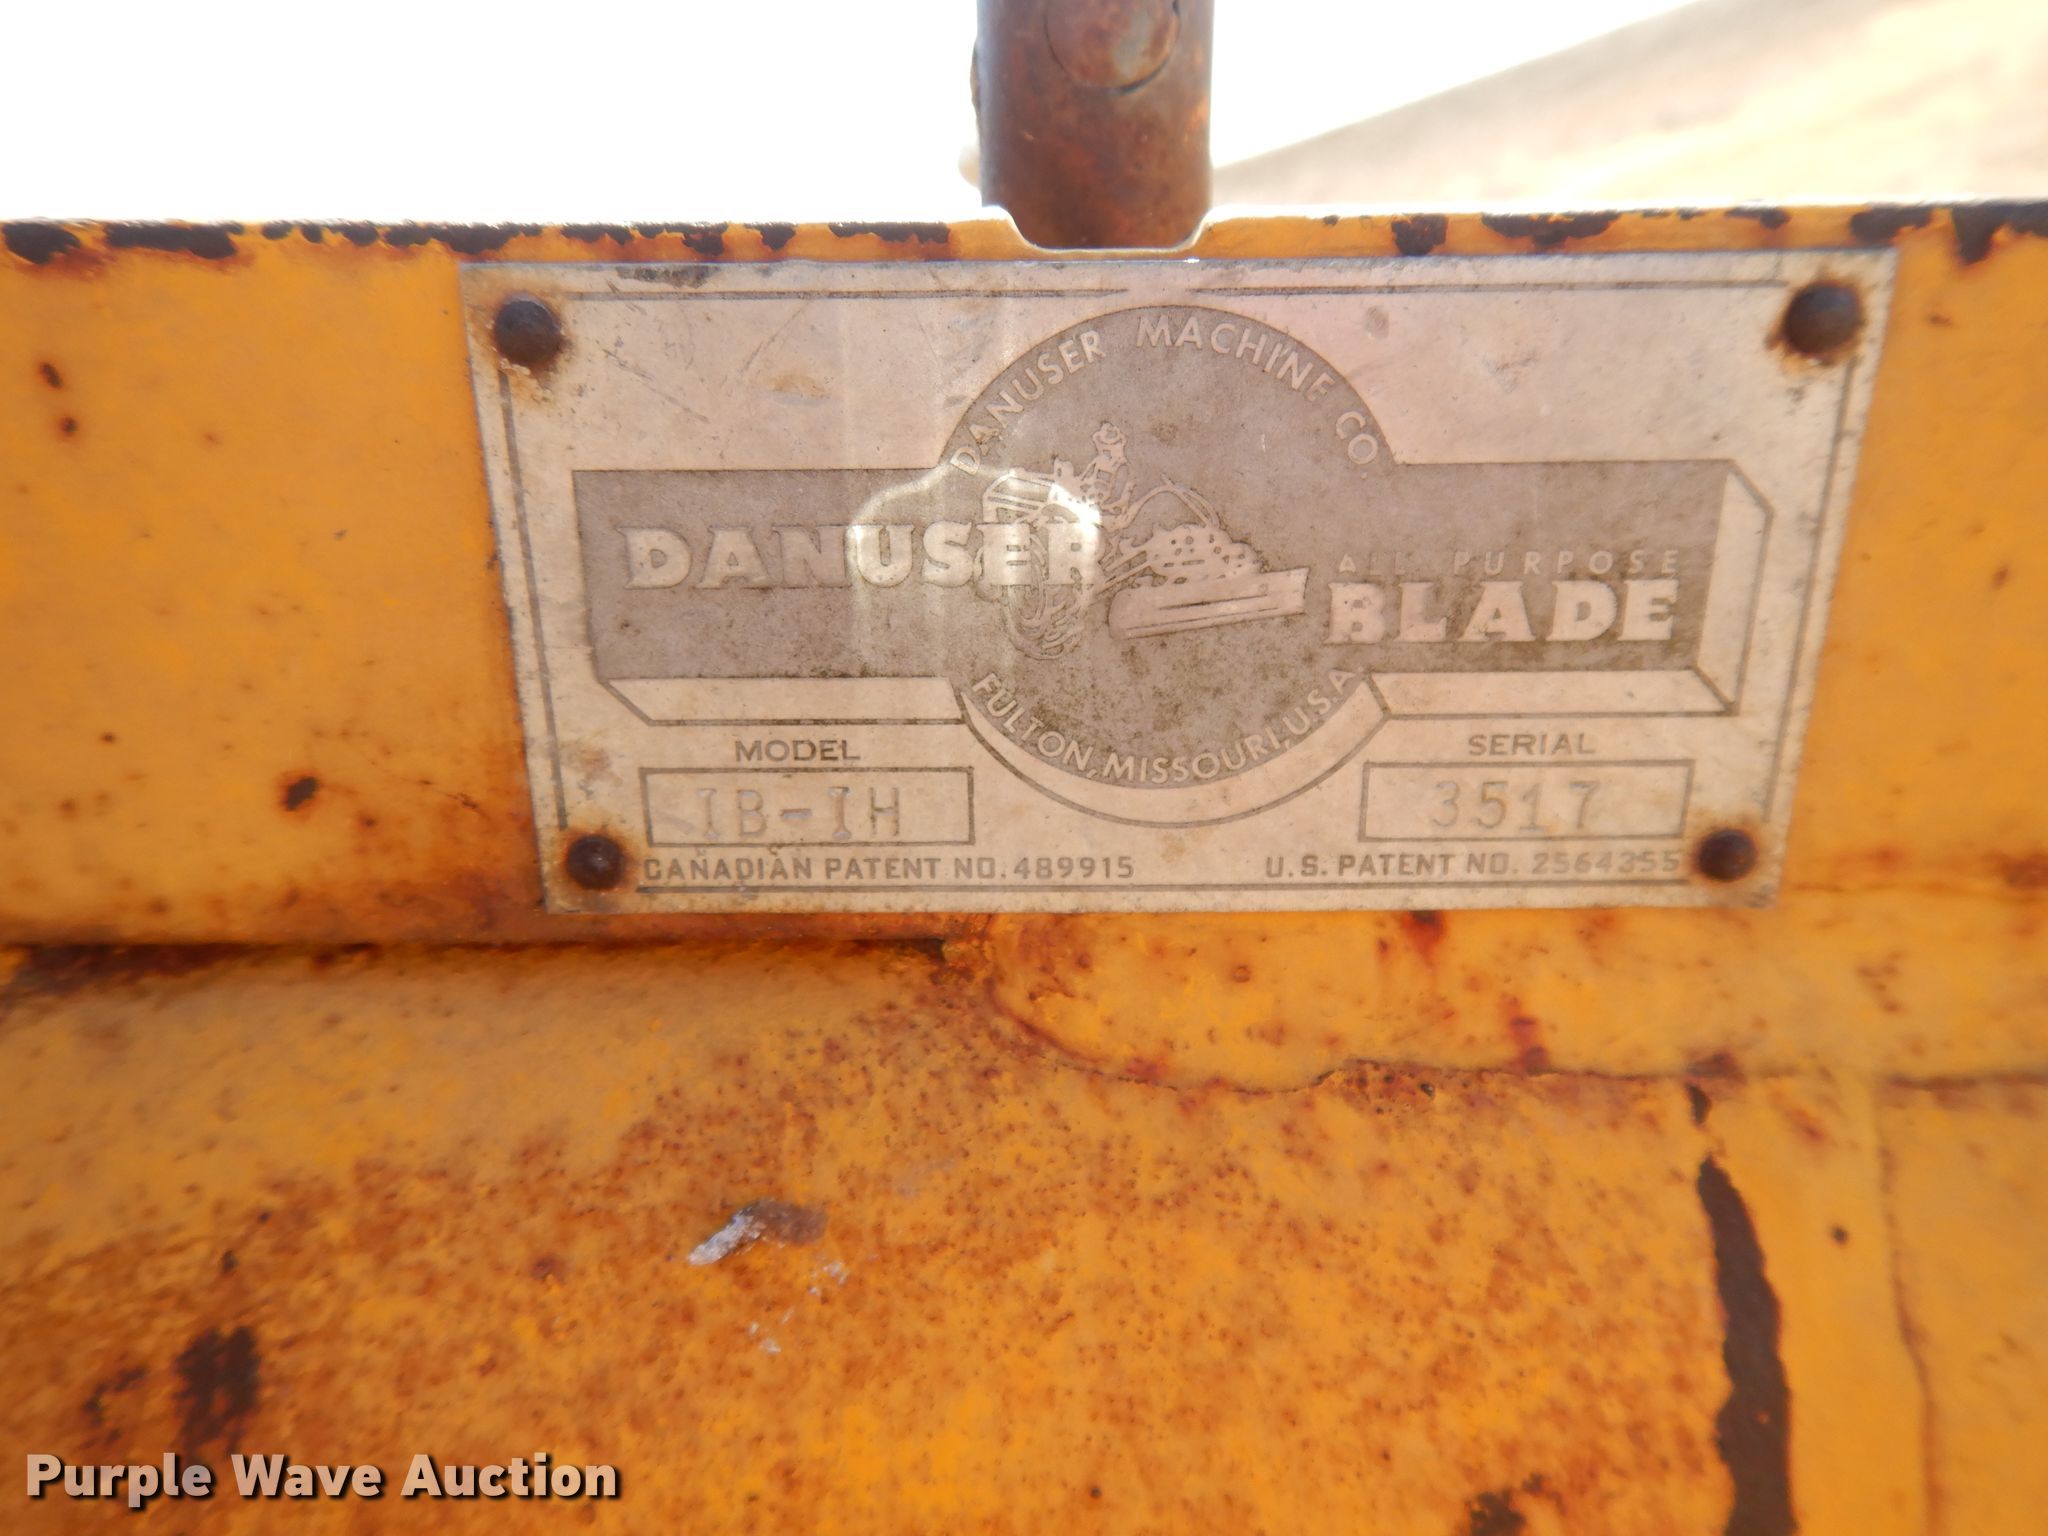 DANUSER MACHINE CO.
DANUSER
ALL PURPOSE
BLADE
FULTON, MISSOURI, U.S.A.
MODEL
IB-IH
SERIAL
3517
CANADIAN PATENT NO. 489915
U.S. PATENT NO. 2564355
Purple Wave Auction